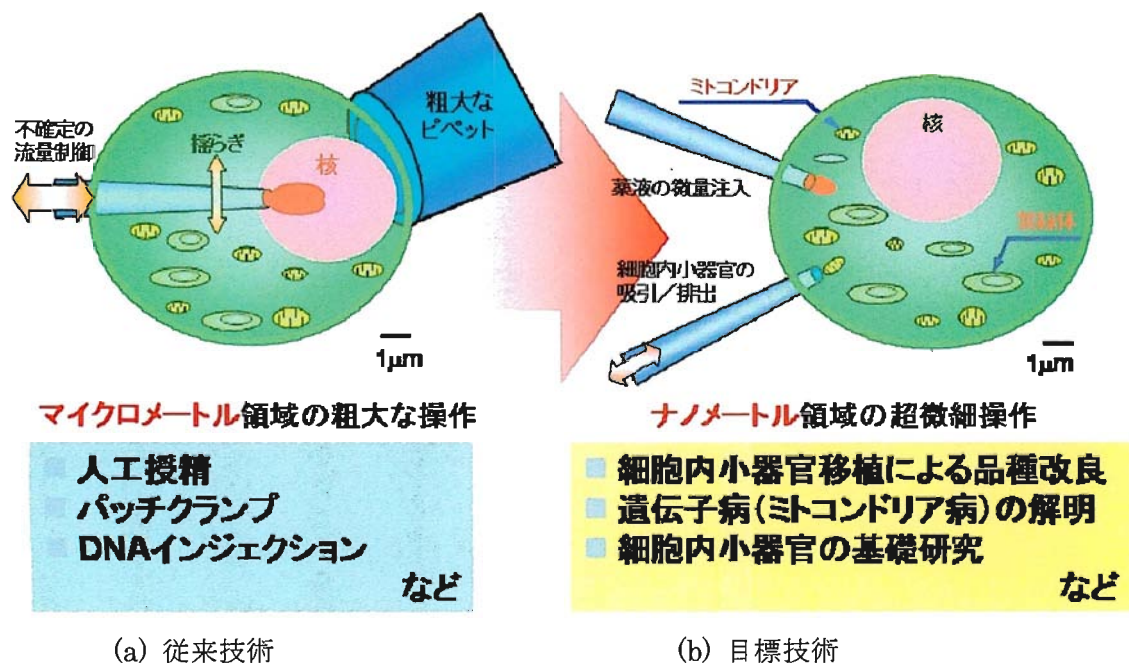 不確定の
流量制御
揺らぎ
核
粗大な
ピペット
1μm
マイクロメートル領域の粗大な操作
人工授精
パッチクランプ
DNAインジェクション
など
(a) 従来技術
ミトコンドリア
核
薬液の微量注入
細胞内小器官の
吸引/排出
1μm
ナノメートル領域の超微細操作
細胞内小器官移植による品種改良
遺伝子病(ミトコンドリア病)の解明
細胞内小器官の基礎研究
など
(b) 目標技術